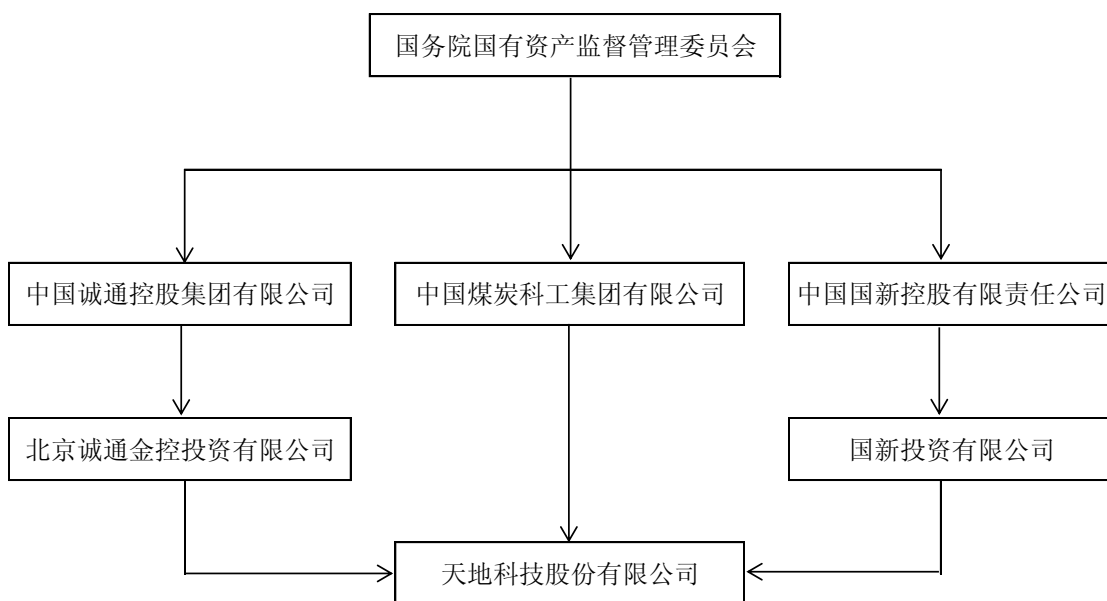 国务院国有资产监督管理委员会
中国诚通控股集团有限公司
中国煤炭科工集团有限公司
中国国新控股有限责任公司
北京诚通金控投资有限公司
国新投资有限公司
天地科技股份有限公司